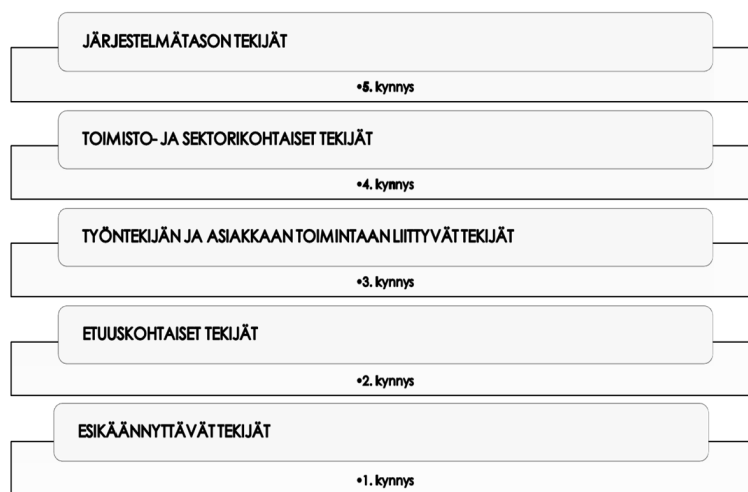 JÄRJESTELMÄTASON TEKIJÄT
•5. kynnys
TOIMISTO- JA SEKTORIKOHTAISET TEKIJÄT
•4. kynnys
TYÖNTEKIJÄN JA ASIAKKAAN TOIMINTAAN LIITTYVÄT TEKIJÄT
•3. kynnys
ETUUSKOHTAISET TEKIJÄT
•2. kynnys
ESIKÄÄNNYTTÄVÄT TEKIJÄT
•1. kynnys